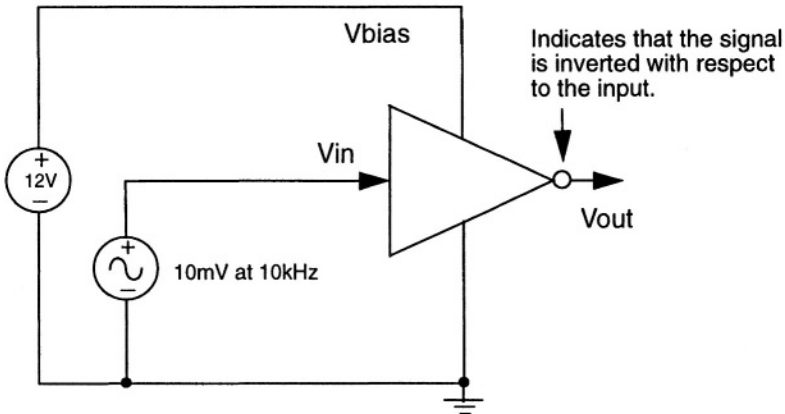 Vbias
Indicates that the signal
is inverted with respect
to the input.
Vin
+
12V
−
Vout
+
10mV at 10kHz
−